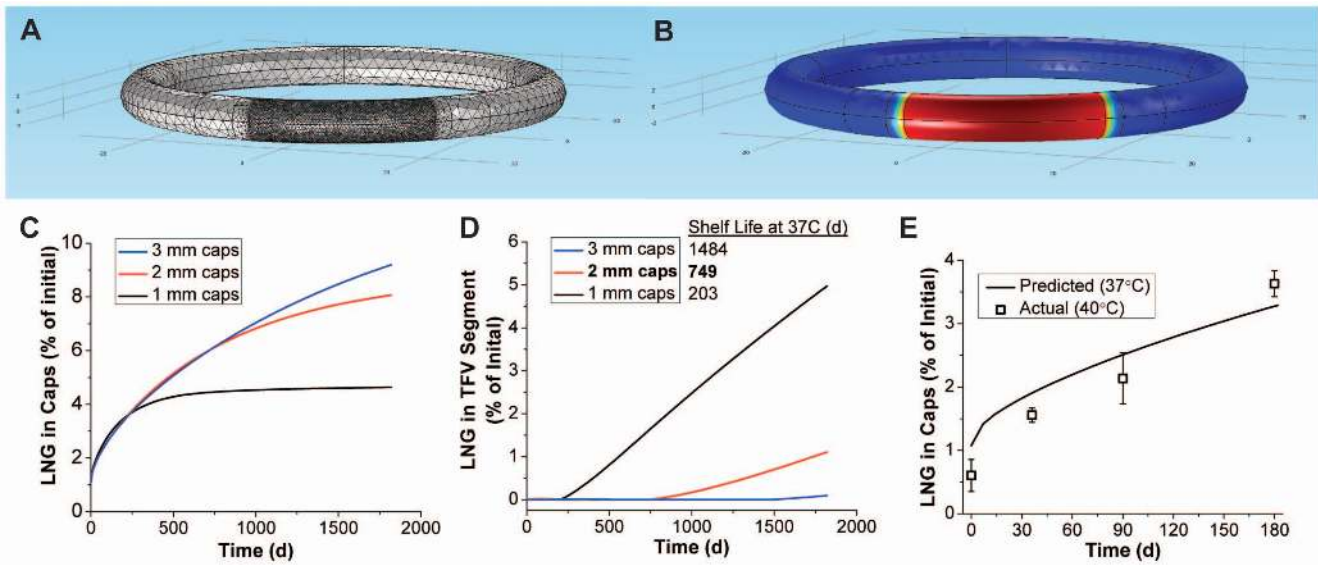 A
B
C
LNG in Caps (% of initial)
10
8
6
4
2
0
3 mm caps
2 mm caps
1 mm caps
0
500
1000
1500
2000
Time (d)
D
LNG in TFV Segment
(% of Inital)
6
5
4
3
2
1
0
Shelf Life at 37C (d)
3 mm caps 1484
2 mm caps 749
1 mm caps 203
0
500
1000
1500
2000
Time (d)
E
LNG in Caps (% of Initial)
4
3
2
1
0
Predicted (37°C)
Actual (40°C)
0
30
60
90
120
150
180
Time (d)